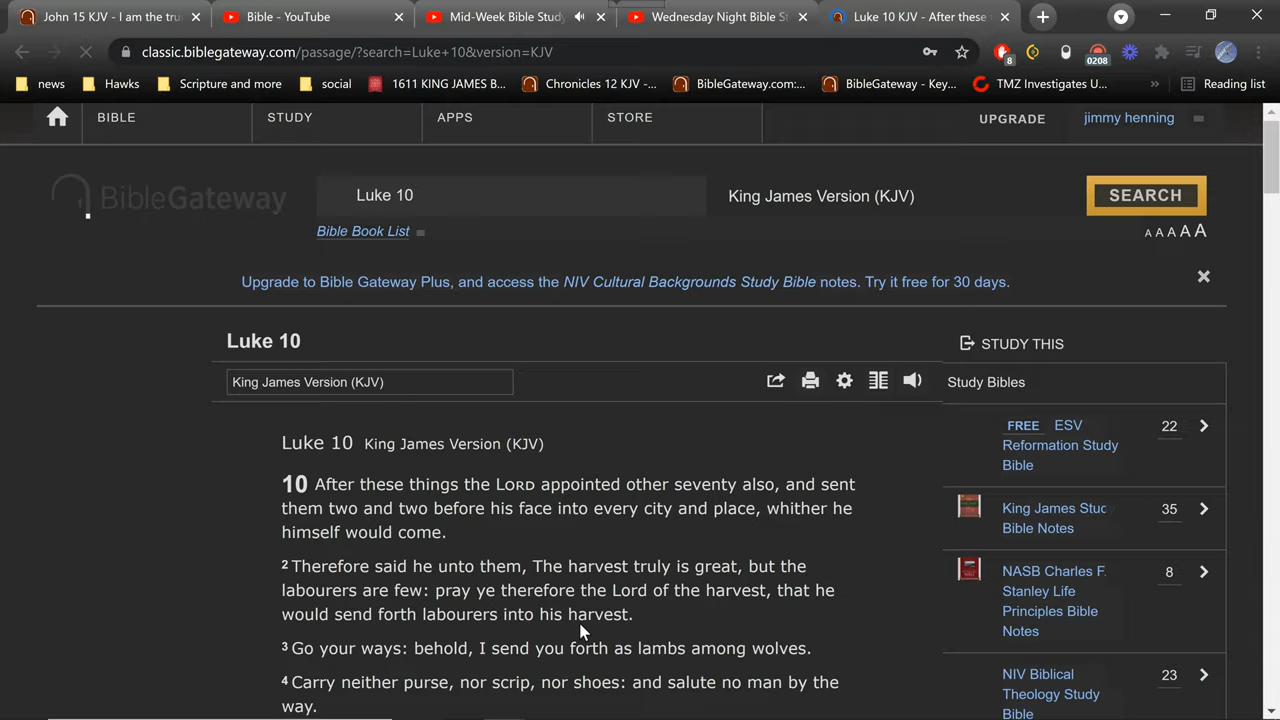 John 15 KJV - I am the tru
Bible - YouTube
Mid-Week Bible Study
Wednesday Night Bible S
Luke 10 KJV - After these
classic.biblegateway.com/passage/?search=Luke+10&version=KJV
8
0208
news
Hawks
Scripture and more
social
1611 KING JAMES B...
Chronicles 12 KJV -...
BibleGateway.com:...
BibleGateway - Key...
TMZ Investigates U...
»
Reading list
BIBLE
STUDY
APPS
STORE
UPGRADE
jimmy henning
BibleGateway
Luke 10
King James Version (KJV)
SEARCH
Bible Book List
A A A A A
Upgrade to Bible Gateway Plus, and access the NIV Cultural Backgrounds Study Bible notes. Try it free for 30 days.
Luke 10
King James Version (KJV)
Luke 10 King James Version (KJV)
10 After these things the LORD appointed other seventy also, and sent
them two and two before his face into every city and place, whither he
himself would come.
2 Therefore said he unto them, The harvest truly is great, but the
labourers are few: pray ye therefore the Lord of the harvest, that he
would send forth labourers into his harvest.
3 Go your ways: behold, I send you forth as lambs among wolves.
4 Carry neither purse, nor scrip, nor shoes: and salute no man by the
way.
STUDY THIS
Study Bibles
FREE ESV
Reformation Study
Bible
22
King James Stud
Bible Notes
35
NASB Charles F.
Stanley Life
Principles Bible
Notes
8
NIV Biblical
Theology Study
Bible
23